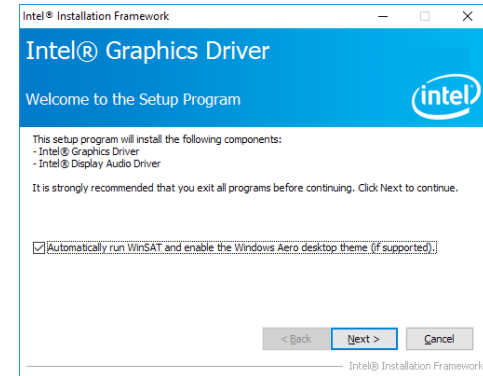 Intel® Installation Framework
Intel® Graphics Driver
Welcome to the Setup Program
intel
This setup program will install the following components:
- Intel® Graphics Driver
- Intel® Display Audio Driver
It is strongly recommended that you exit all programs before continuing. Click Next to continue.
Automatically run WinSAT and enable the Windows Aero desktop theme (if supported).
< Back
Next >
Cancel
Intel® Installation Framework